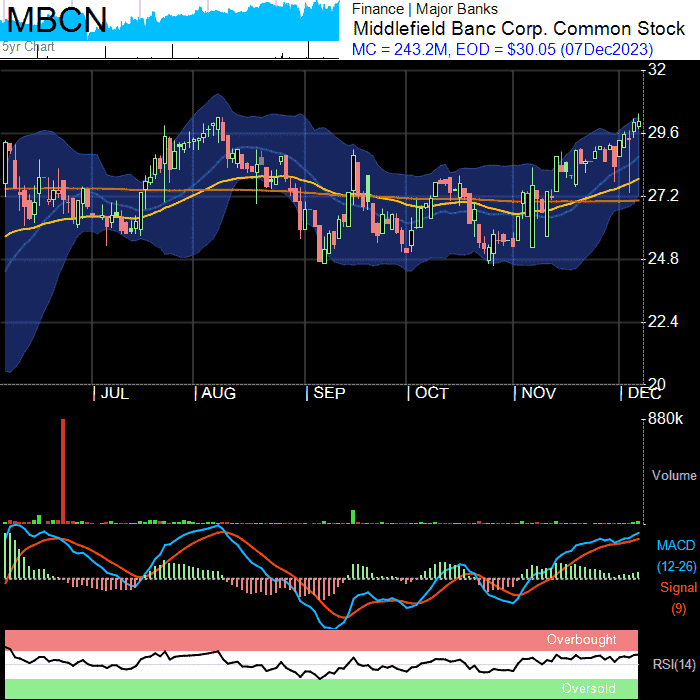 MBCN
5yr Chart
Finance | Major Banks
Middlefield Banc Corp. Common Stock
MC = 243.2M, EOD = $30.05 (07Dec2023)
32
29.6
27.2
24.8
22.4
20
JUL
AUG
SEP
OCT
NOV
DEC
880k
Volume
MACD
(12-26)
Signal
(9)
Overbought
RSI(14)
Oversold